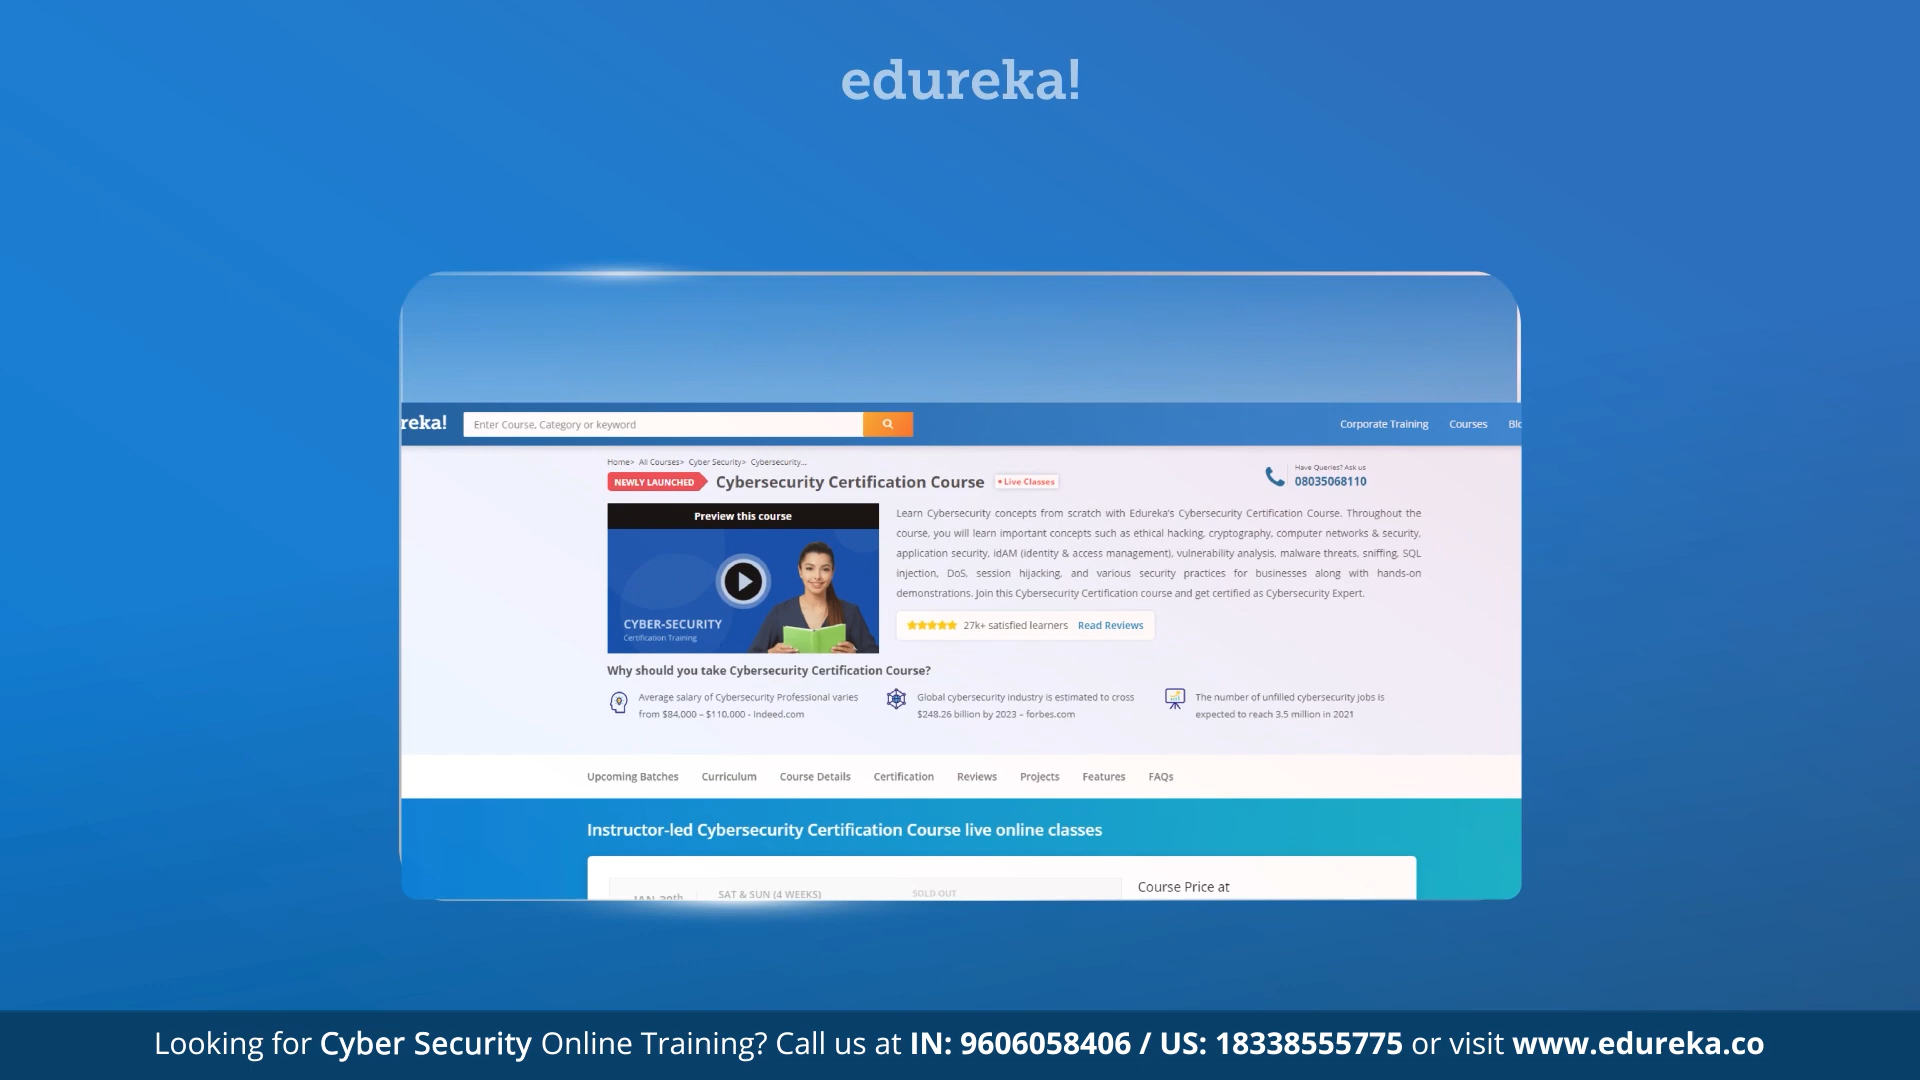 edureka!
reka!
Enter Course, Category or keyword
Corporate Training Courses
Home> All Courses> Cyber Security> Cybersecurity...
NEWLY LAUNCHED Cybersecurity Certification Course • Live Classes
Have Queries? Ask us
08035068110
Preview this course
CYBER-SECURITY
Certification Training
Learn Cybersecurity concepts from scratch with Edureka's Cybersecurity Certification Course. Throughout the
course, you will learn important concepts such as ethical hacking, cryptography, computer networks & security,
application security, idAM (identity & access management), vulnerability analysis, malware threats, sniffing, SQL
injection, DoS, session hijacking, and various security practices for businesses along with hands-on
demonstrations. Join this Cybersecurity Certification course and get certified as Cybersecurity Expert.
27k+ satisfied learners Read Reviews
Why should you take Cybersecurity Certification Course?
Average salary of Cybersecurity Professional varies
from $84,000 – $110,000 - Indeed.com
Global cybersecurity industry is estimated to cross
$248.26 billion by 2023 – forbes.com
The number of unfilled cybersecurity jobs is
expected to reach 3.5 million in 2021
Upcoming Batches Curriculum Course Details Certification Reviews Projects Features FAQs
Instructor-led Cybersecurity Certification Course live online classes
SAT & SUN (4 WEEKS) SOLD OUT
Course Price at
Looking for Cyber Security Online Training? Call us at IN: 9606058406 / US: 18338555775 or visit www.edureka.co